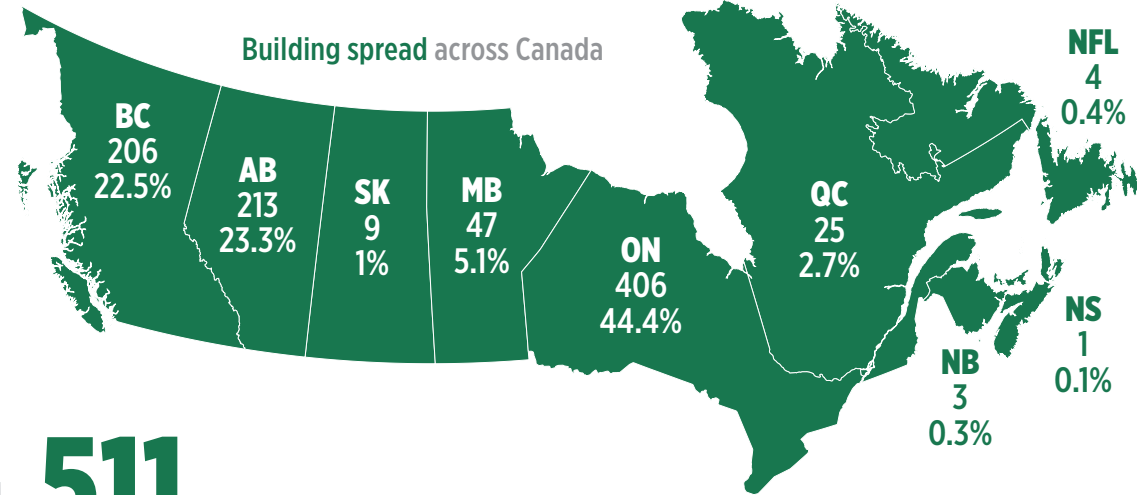 Building spread across Canada
BC
206
22.5%
AB
213
23.3%
SK
9
1%
MB
47
5.1%
ON
406
44.4%
QC
25
2.7%
NFL
4
0.4%
NS
1
0.1%
NB
3
0.3%
511